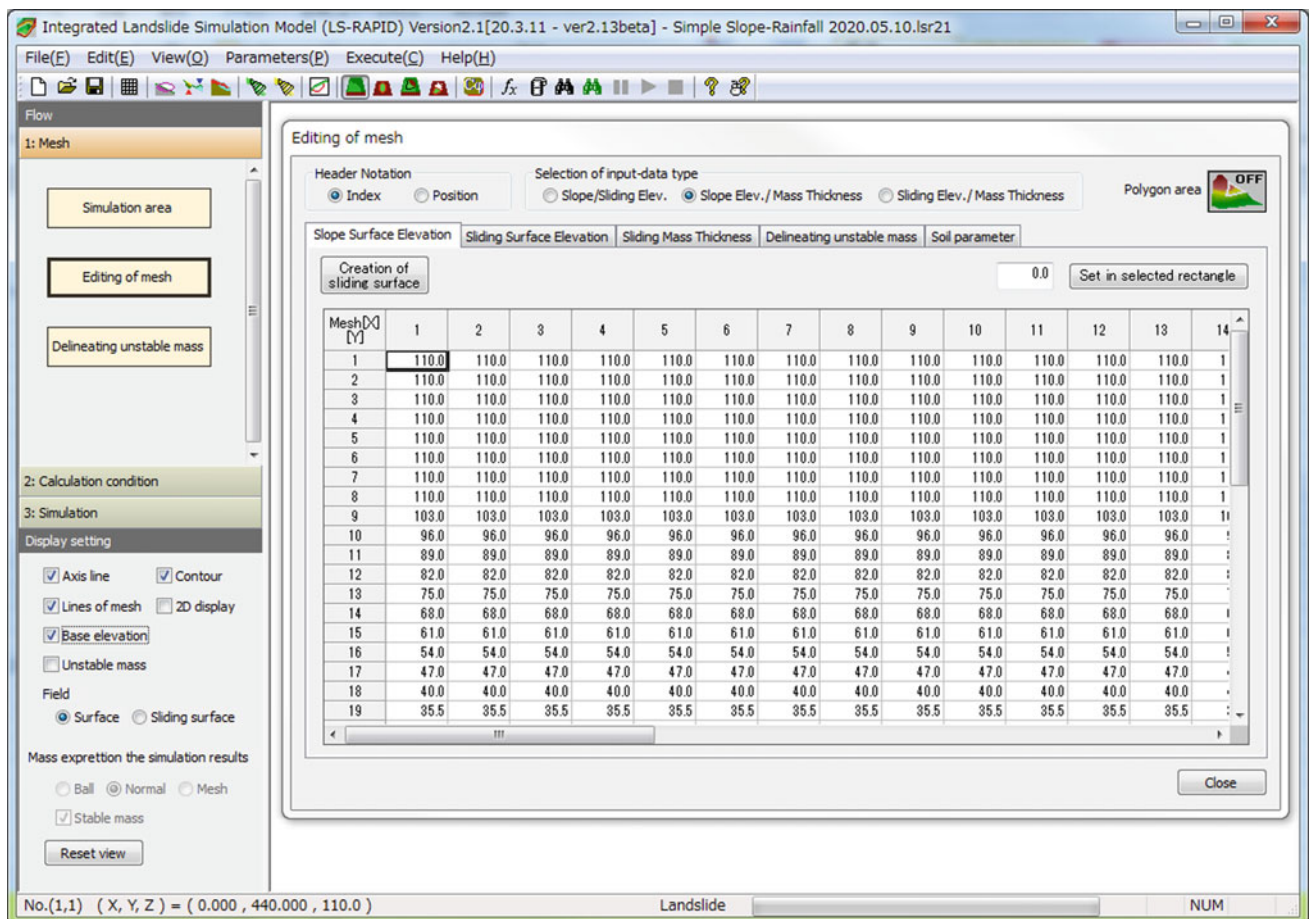 Integrated Landslide Simulation Model (LS-RAPID) Version2.1[20.3.11 - ver2.13beta] - Simple Slope-Rainfall 2020.05.10.lsr21
File(F) Edit(E) View(O) Parameters(P) Execute(C) Help(H)
Flow
1: Mesh
Simulation area
Editing of mesh
Delineating unstable mass
2: Calculation condition
3: Simulation
Display setting
Axis line Contour
Lines of mesh 2D display
Base elevation
Unstable mass
Field
Surface Sliding surface
Mass exprettion the simulation results
Ball Normal Mesh
Stable mass
Reset view
Editing of mesh
Header Notation
Index Position
Selection of input-data type
Slope/Sliding Elev. Slope Elev./Mass Thickness Sliding Elev./Mass Thickness
Polygon area OFF
Slope Surface Elevation Sliding Surface Elevation Sliding Mass Thickness Delineating unstable mass Soil parameter
Creation of
sliding surface
0.0 Set in selected rectangle
Mesh[X]
[Y] 1 2 3 4 5 6 7 8 9 10 11 12 13 14
1 110.0 110.0 110.0 110.0 110.0 110.0 110.0 110.0 110.0 110.0 110.0 110.0 110.0 1
2 110.0 110.0 110.0 110.0 110.0 110.0 110.0 110.0 110.0 110.0 110.0 110.0 110.0 1
3 110.0 110.0 110.0 110.0 110.0 110.0 110.0 110.0 110.0 110.0 110.0 110.0 110.0 1
4 110.0 110.0 110.0 110.0 110.0 110.0 110.0 110.0 110.0 110.0 110.0 110.0 110.0 1
5 110.0 110.0 110.0 110.0 110.0 110.0 110.0 110.0 110.0 110.0 110.0 110.0 110.0 1
6 110.0 110.0 110.0 110.0 110.0 110.0 110.0 110.0 110.0 110.0 110.0 110.0 110.0 1
7 110.0 110.0 110.0 110.0 110.0 110.0 110.0 110.0 110.0 110.0 110.0 110.0 110.0 1
8 110.0 110.0 110.0 110.0 110.0 110.0 110.0 110.0 110.0 110.0 110.0 110.0 110.0 1
9 103.0 103.0 103.0 103.0 103.0 103.0 103.0 103.0 103.0 103.0 103.0 103.0 103.0
10 96.0 96.0 96.0 96.0 96.0 96.0 96.0 96.0 96.0 96.0 96.0 96.0 96.0
11 89.0 89.0 89.0 89.0 89.0 89.0 89.0 89.0 89.0 89.0 89.0 89.0 89.0
12 82.0 82.0 82.0 82.0 82.0 82.0 82.0 82.0 82.0 82.0 82.0 82.0 82.0
13 75.0 75.0 75.0 75.0 75.0 75.0 75.0 75.0 75.0 75.0 75.0 75.0 75.0
14 68.0 68.0 68.0 68.0 68.0 68.0 68.0 68.0 68.0 68.0 68.0 68.0 68.0
15 61.0 61.0 61.0 61.0 61.0 61.0 61.0 61.0 61.0 61.0 61.0 61.0 61.0
16 54.0 54.0 54.0 54.0 54.0 54.0 54.0 54.0 54.0 54.0 54.0 54.0 54.0
17 47.0 47.0 47.0 47.0 47.0 47.0 47.0 47.0 47.0 47.0 47.0 47.0 47.0
18 40.0 40.0 40.0 40.0 40.0 40.0 40.0 40.0 40.0 40.0 40.0 40.0 40.0
19 35.5 35.5 35.5 35.5 35.5 35.5 35.5 35.5 35.5 35.5 35.5 35.5 35.5
Close
No.(1,1) ( X, Y, Z ) = ( 0.000 , 440.000 , 110.0 ) Landslide NUM